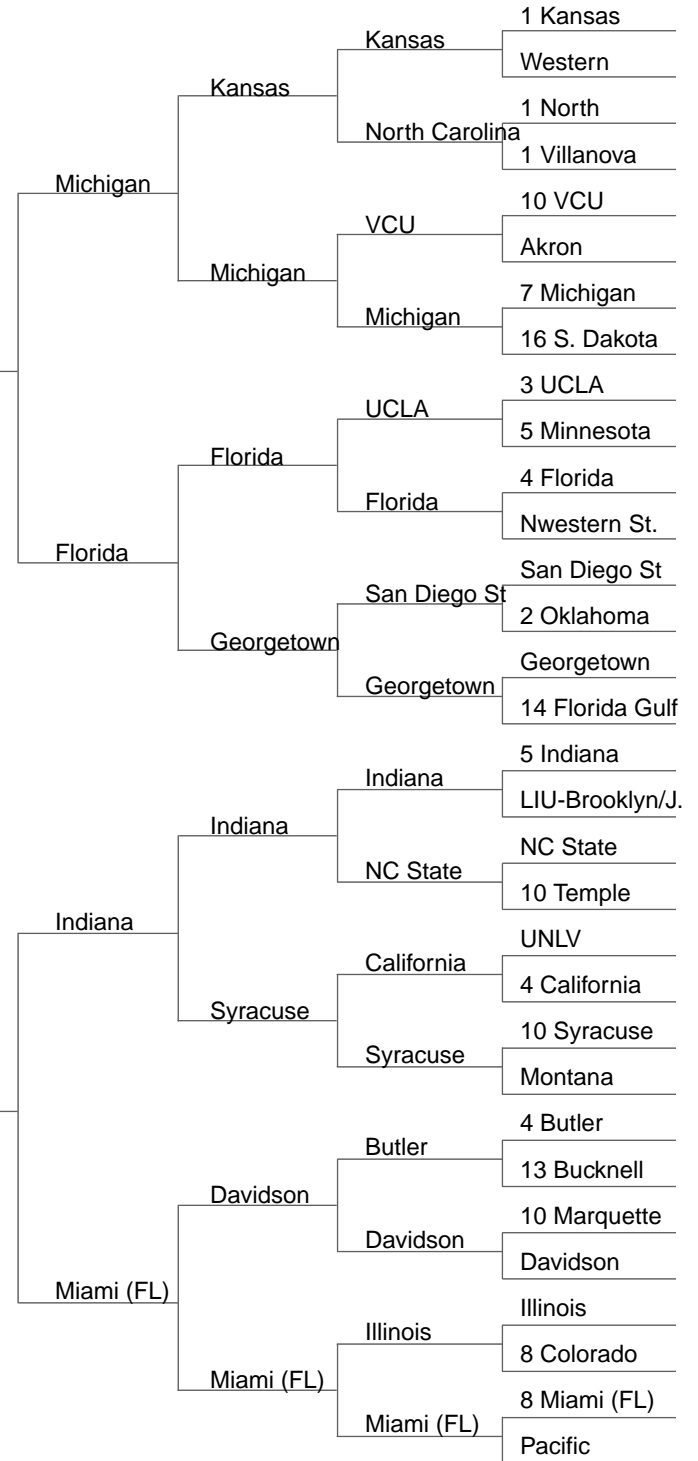 1 Kansas
Kansas
Western
Kansas
1 North
North Carolina
1 Villanova
Michigan
10 VCU
VCU
Akron
Michigan
7 Michigan
Michigan
16 S. Dakota
3 UCLA
UCLA
5 Minnesota
Florida
4 Florida
Florida
Nwestern St.
Florida
San Diego St
San Diego St
2 Oklahoma
Georgetown
Georgetown
Georgetown
14 Florida Gulf
5 Indiana
Indiana
LIU-Brooklyn/J.
Indiana
NC State
NC State
10 Temple
Indiana
UNLV
California
4 California
Syracuse
10 Syracuse
Syracuse
Montana
4 Butler
Butler
13 Bucknell
Davidson
10 Marquette
Davidson
Davidson
Miami (FL)
Illinois
Illinois
8 Colorado
Miami (FL)
8 Miami (FL)
Miami (FL)
Pacific